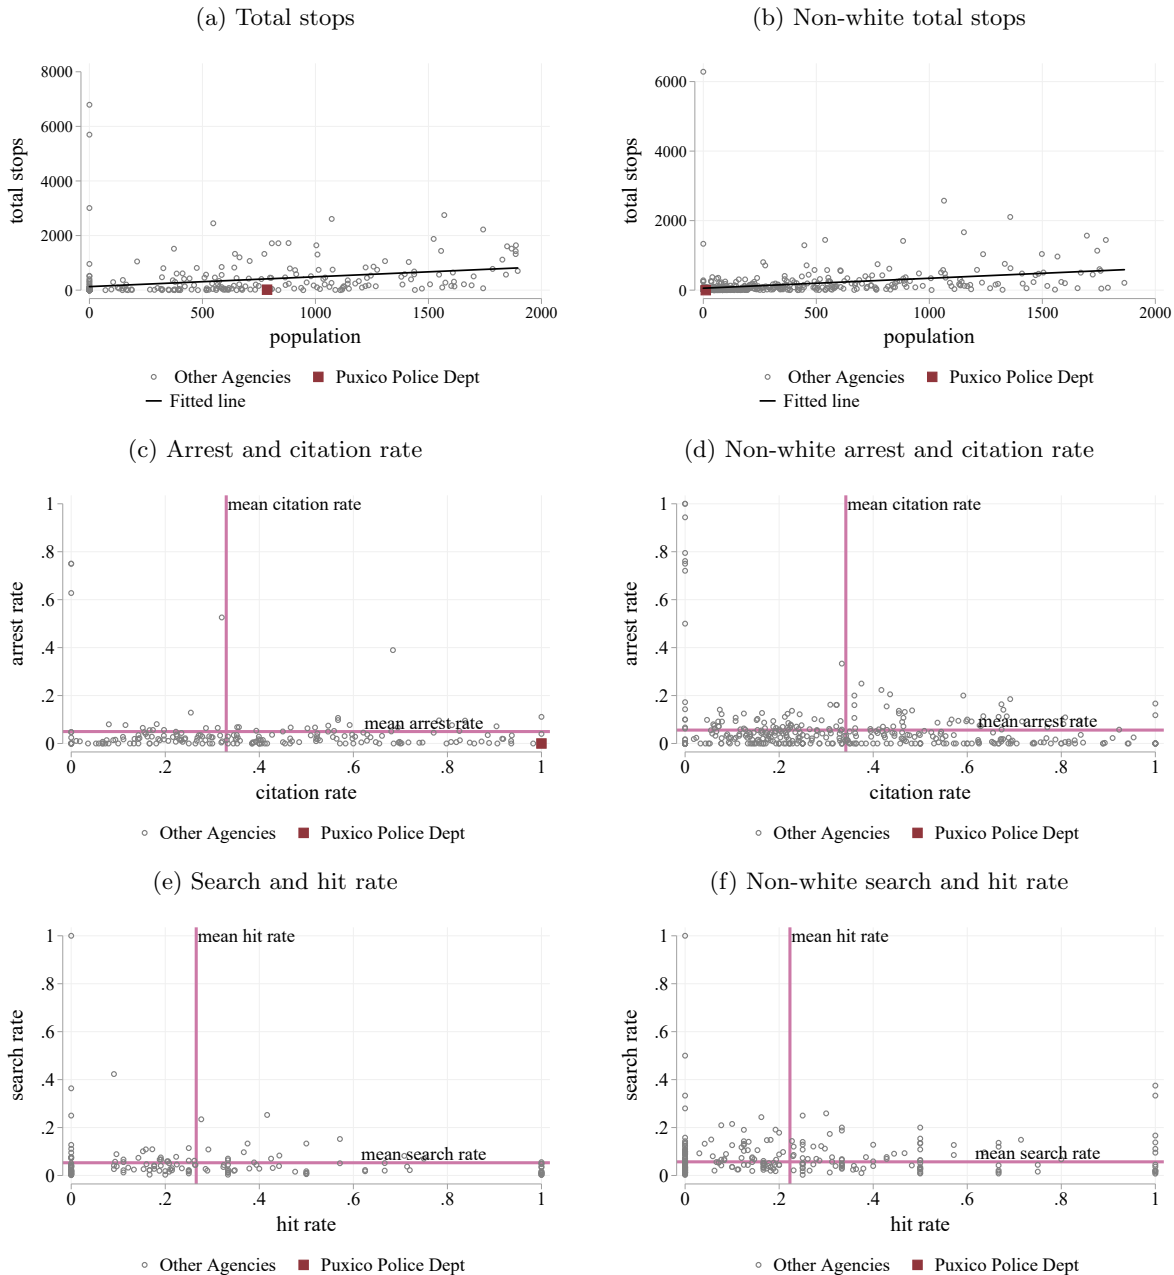 (a) Total stops
(b) Non-white total stops
8000
6000
4000
2000
0
total stops
0 500 1000 1500 2000
population
Other Agencies Puxico Police Dept
Fitted line
6000
4000
2000
0
total stops
0 500 1000 1500 2000
population
Other Agencies Puxico Police Dept
Fitted line
(c) Arrest and citation rate
(d) Non-white arrest and citation rate
1
.8
.6
.4
.2
0
arrest rate
mean citation rate
mean arrest rate
0 .2 .4 .6 .8 1
citation rate
Other Agencies Puxico Police Dept
1
.8
.6
.4
.2
0
arrest rate
mean citation rate
mean arrest rate
0 .2 .4 .6 .8 1
citation rate
Other Agencies Puxico Police Dept
(e) Search and hit rate
(f) Non-white search and hit rate
1
.8
.6
.4
.2
0
search rate
mean hit rate
mean search rate
0 .2 .4 .6 .8 1
hit rate
Other Agencies Puxico Police Dept
1
.8
.6
.4
.2
0
search rate
mean hit rate
mean search rate
0 .2 .4 .6 .8 1
hit rate
Other Agencies Puxico Police Dept